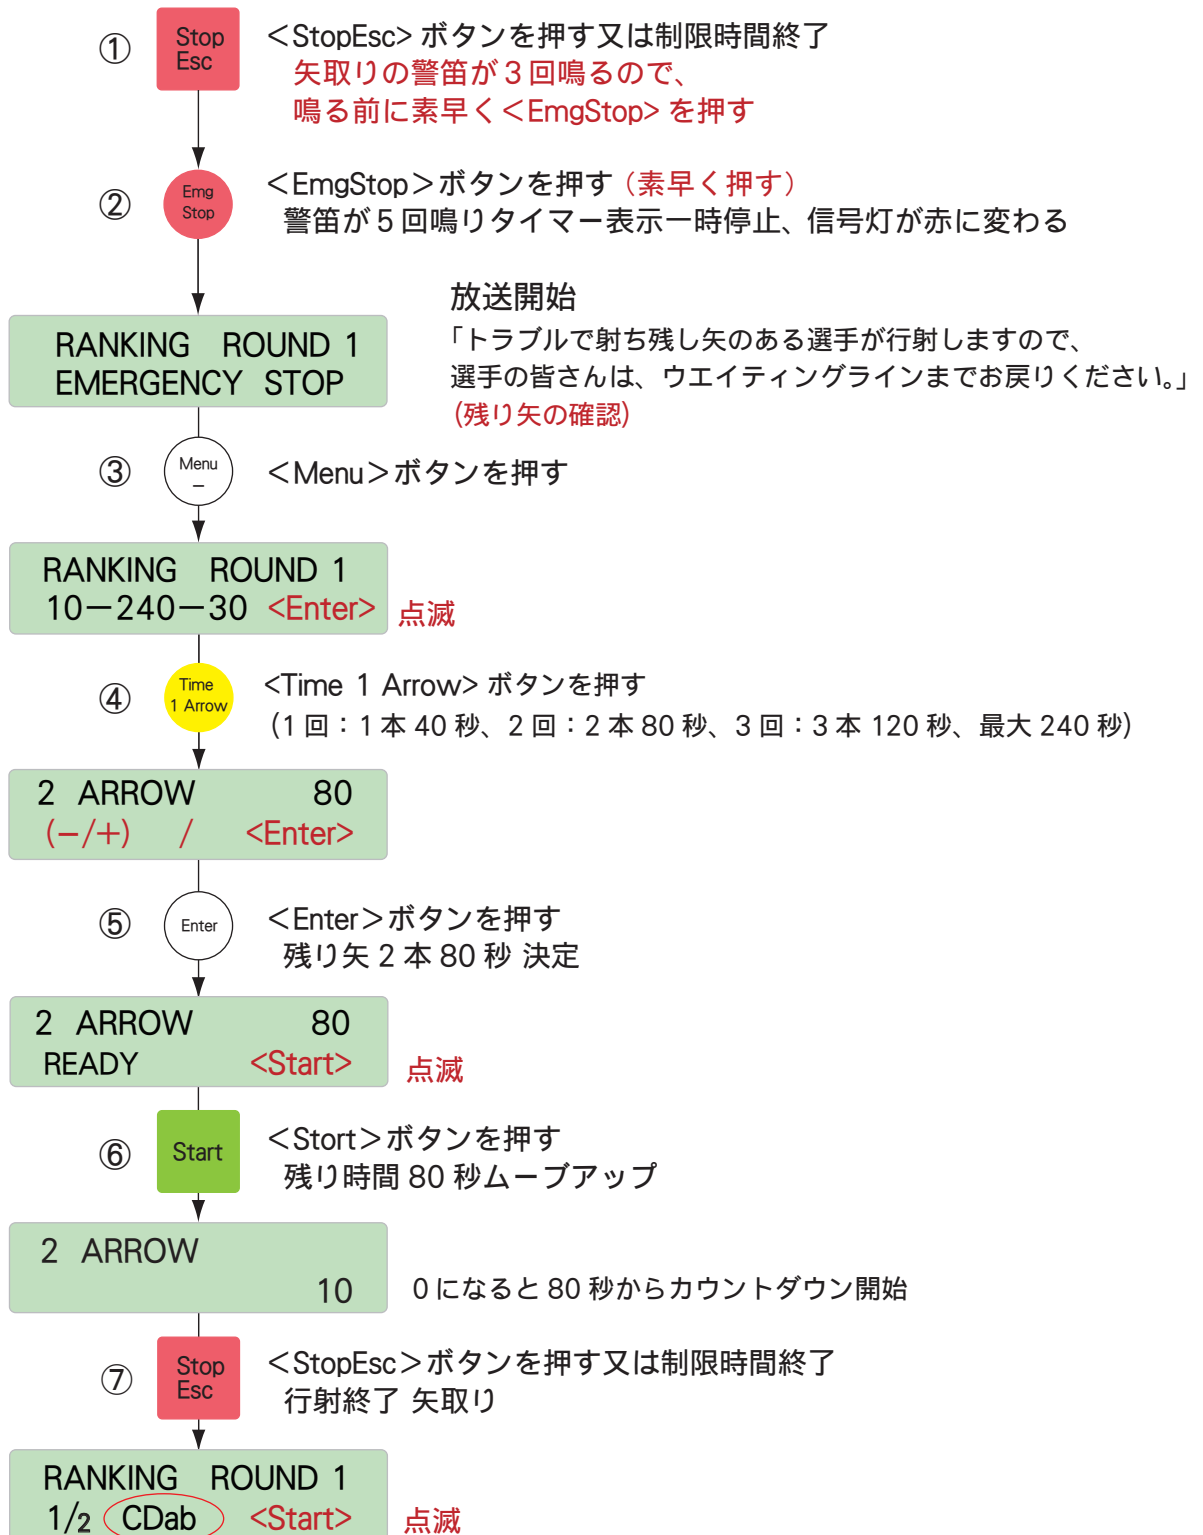 ① Stop Esc ＜StopEsc> ボタンを押す又は制限時間終了
矢取りの警笛が３回鳴るので、
鳴る前に素早く＜EmgStop> を押す
② Emg Stop ＜EmgStop＞ボタンを押す（素早く押す）
警笛が５回鳴りタイマー表示一時停止、信号灯が赤に変わる
放送開始
「トラブルで射ち残し矢のある選手が行射しますので、
選手の皆さんは、ウエイティングラインまでお戻りください。」
(残り矢の確認)
RANKING ROUND 1
EMERGENCY STOP
③ Menu − ＜Menu＞ボタンを押す
RANKING ROUND 1
10−240−30 <Enter> 点滅
④ Time 1 Arrow <Time 1 Arrow> ボタンを押す
(1 回：1 本 40 秒、2 回：2 本 80 秒、3 回：3 本 120 秒、最大 240 秒)
2 ARROW 80
(−/+) / <Enter>
⑤ Enter ＜Enter＞ボタンを押す
残り矢 2 本 80 秒 決定
2 ARROW 80
READY <Start> 点滅
⑥ Start ＜Stort＞ボタンを押す
残り時間 80 秒ムーブアップ
2 ARROW
10 0 になると 80 秒からカウントダウン開始
⑦ Stop Esc ＜StopEsc＞ボタンを押す又は制限時間終了
行射終了 矢取り
RANKING ROUND 1
1/2 CDab <Start> 点滅